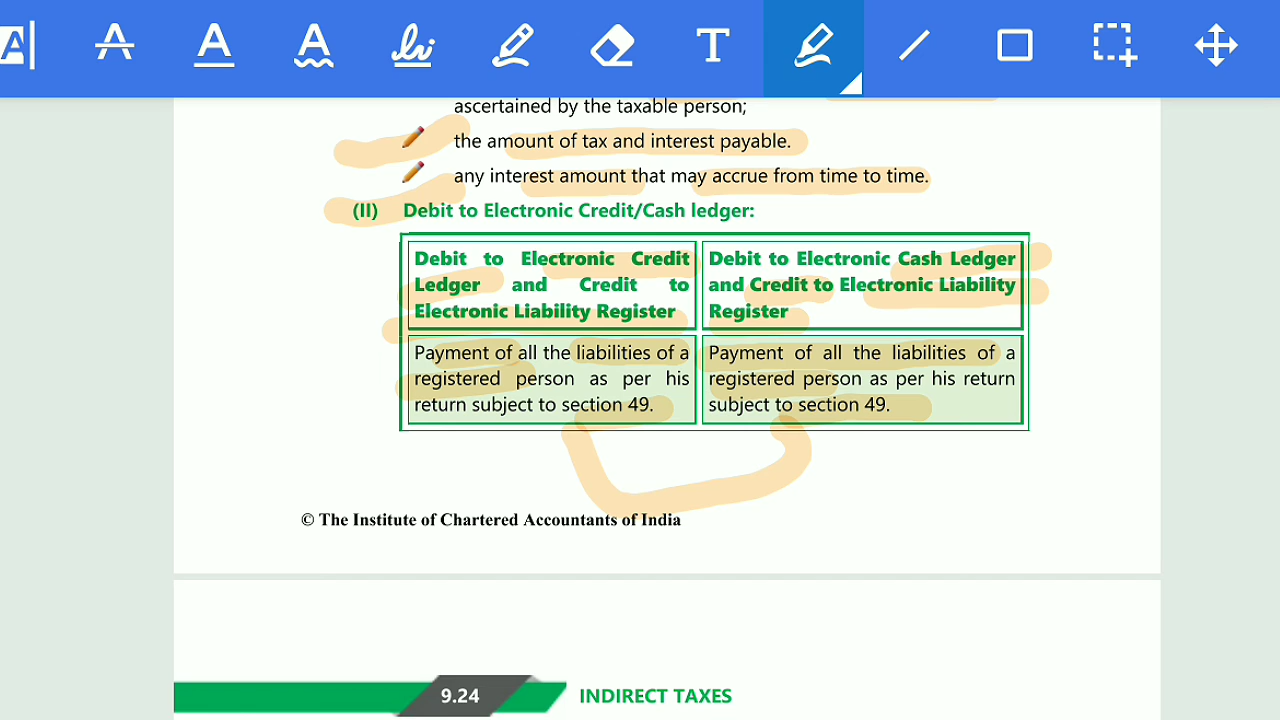 ascertained by the taxable person;
the amount of tax and interest payable.
any interest amount that may accrue from time to time.
(II) Debit to Electronic Credit/Cash ledger:
Debit to Electronic Credit
Ledger and Credit to
Electronic Liability Register
Debit to Electronic Cash Ledger
and Credit to Electronic Liability
Register
Payment of all the liabilities of a
registered person as per his
return subject to section 49.
Payment of all the liabilities of a
registered person as per his return
subject to section 49.
© The Institute of Chartered Accountants of India
9.24 INDIRECT TAXES